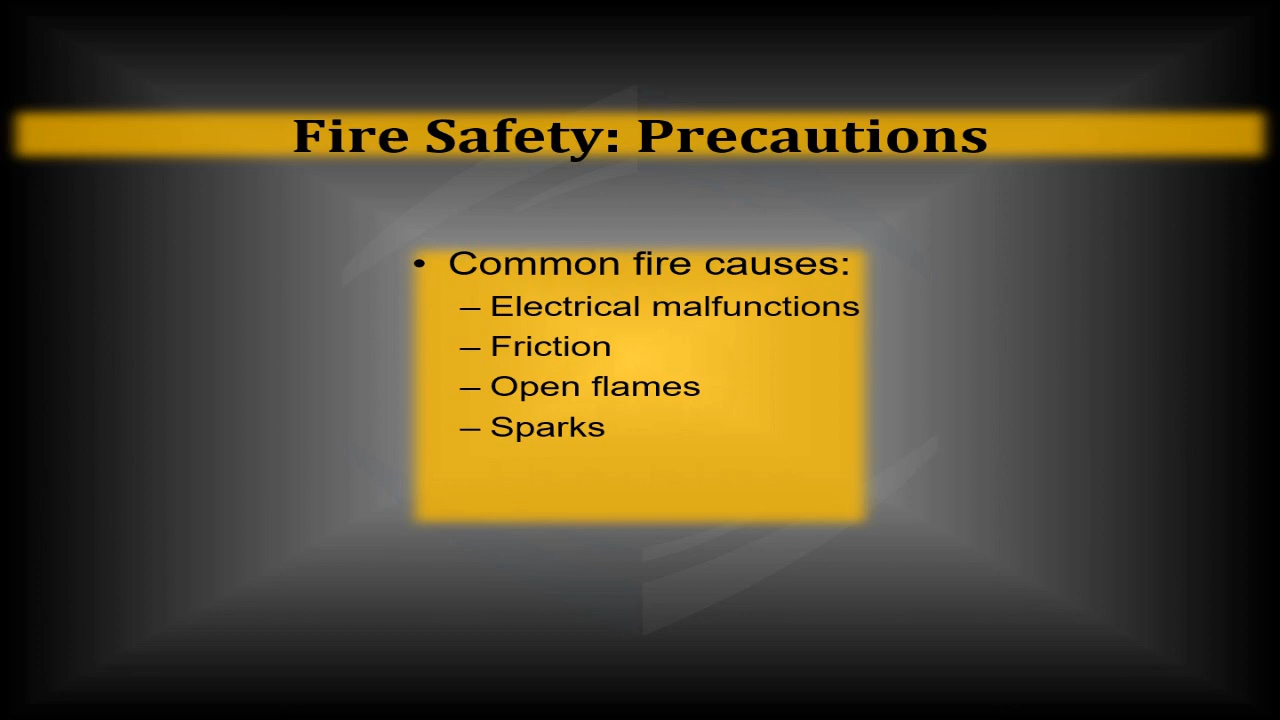 Fire Safety: Precautions
• Common fire causes:
– Electrical malfunctions
– Friction
– Open flames
– Sparks